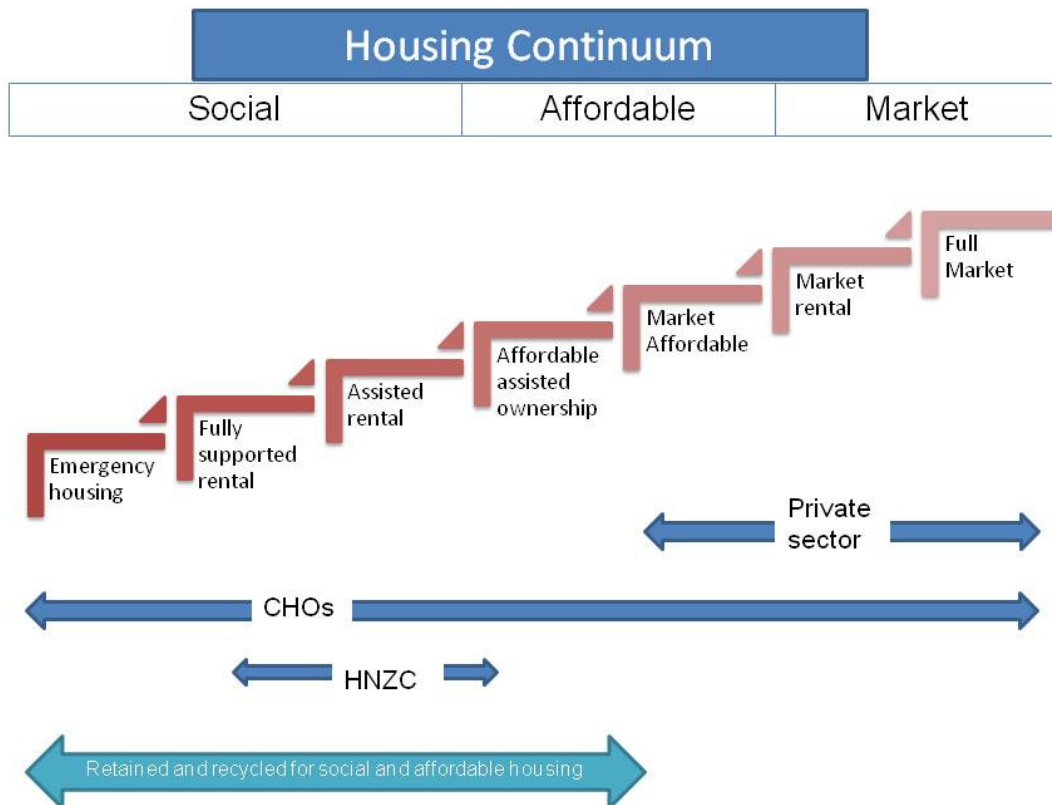 Housing Continuum
Social
Affordable
Market
Emergency
housing
Fully
supported
rental
Assisted
rental
Affordable
assisted
ownership
Market
Affordable
Market
rental
Full
Market
Private
sector
CHOs
HNZC
Retained and recycled for social and affordable housing